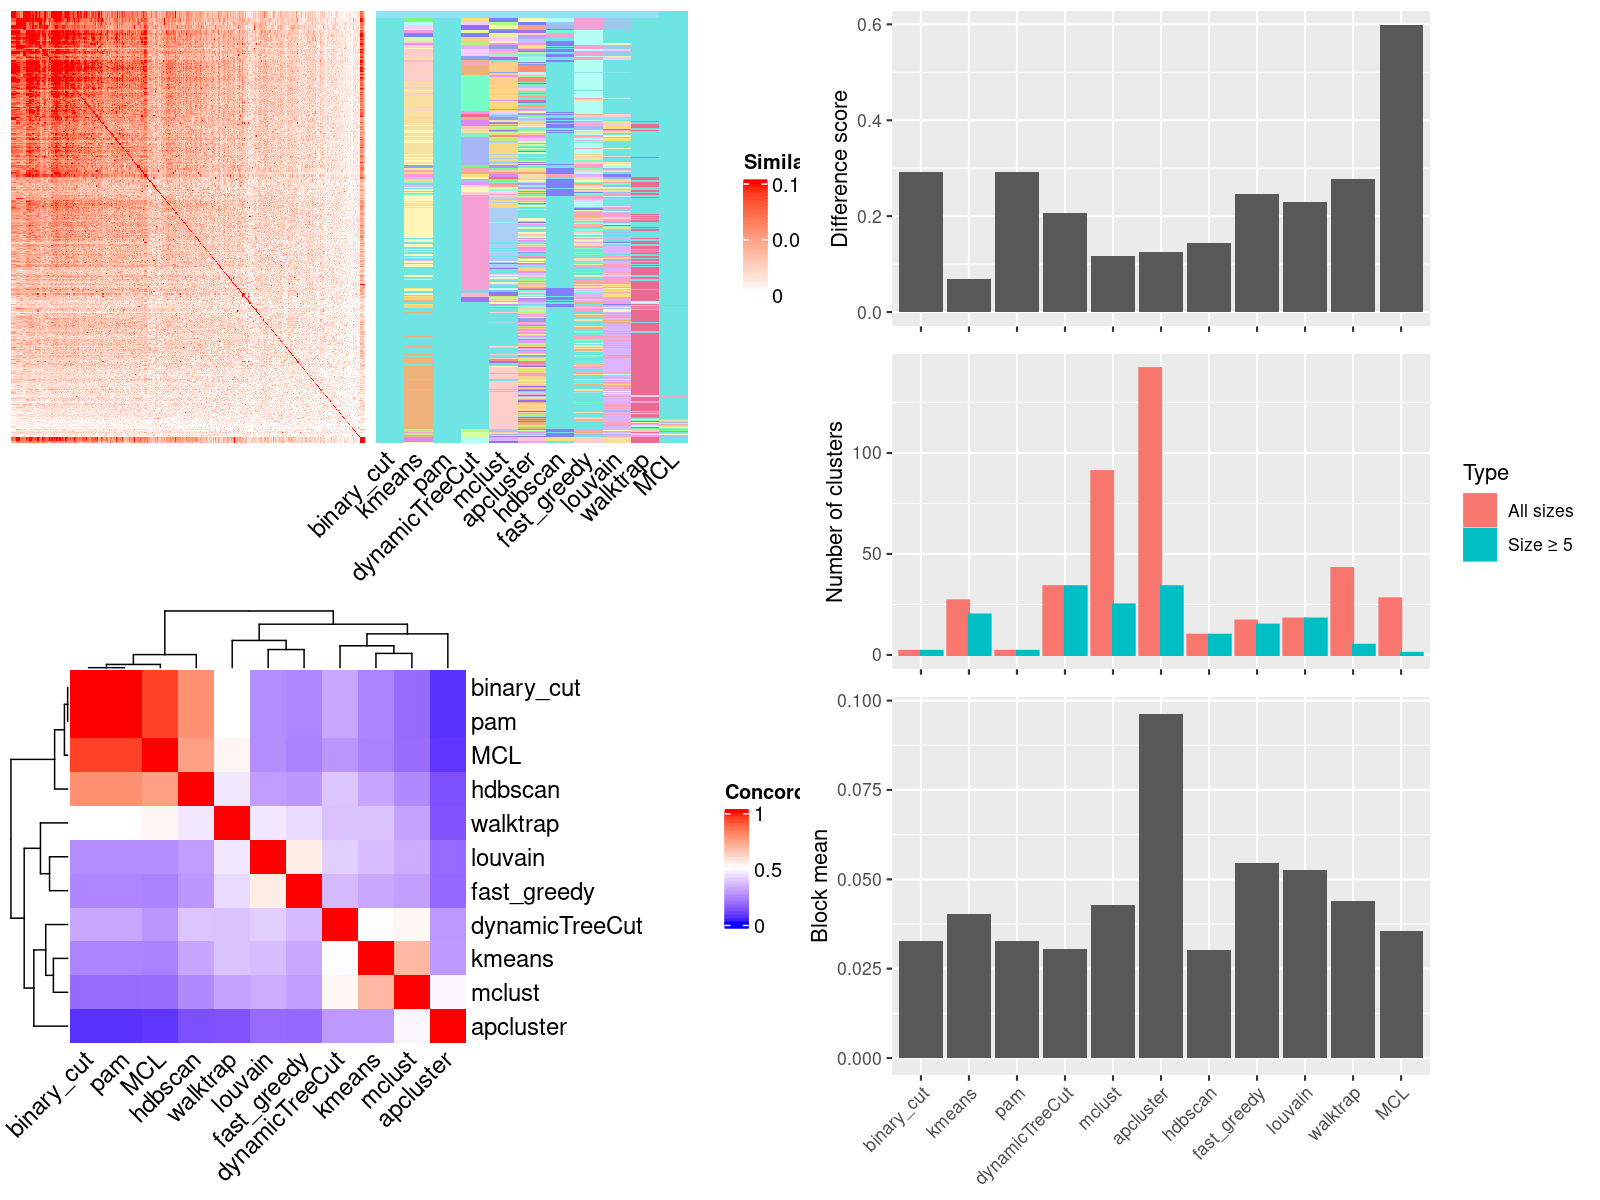 Simila
0.1
0.0
0
binary_cut
kmeans
pam
dynamicTreeCut
mclust
apcluster
hdbscan
fast_greedy
louvain
walktrap
MCL
binary_cut
pam
MCL
hdbscan
walktrap
louvain
fast_greedy
dynamicTreeCut
kmeans
mclust
apcluster
Concord
1
0.5
0
binary_cut
pam
MCL
hdbscan
walktrap
louvain
fast_greedy
dynamicTreeCut
kmeans
mclust
apcluster
Difference score
0.6
0.4
0.2
0.0
Number of clusters
100
50
0
Type
All sizes
Size ≥ 5
Block mean
0.100
0.075
0.050
0.025
0.000
binary_cut
kmeans
pam
dynamicTreeCut
mclust
apcluster
hdbscan
fast_greedy
louvain
walktrap
MCL